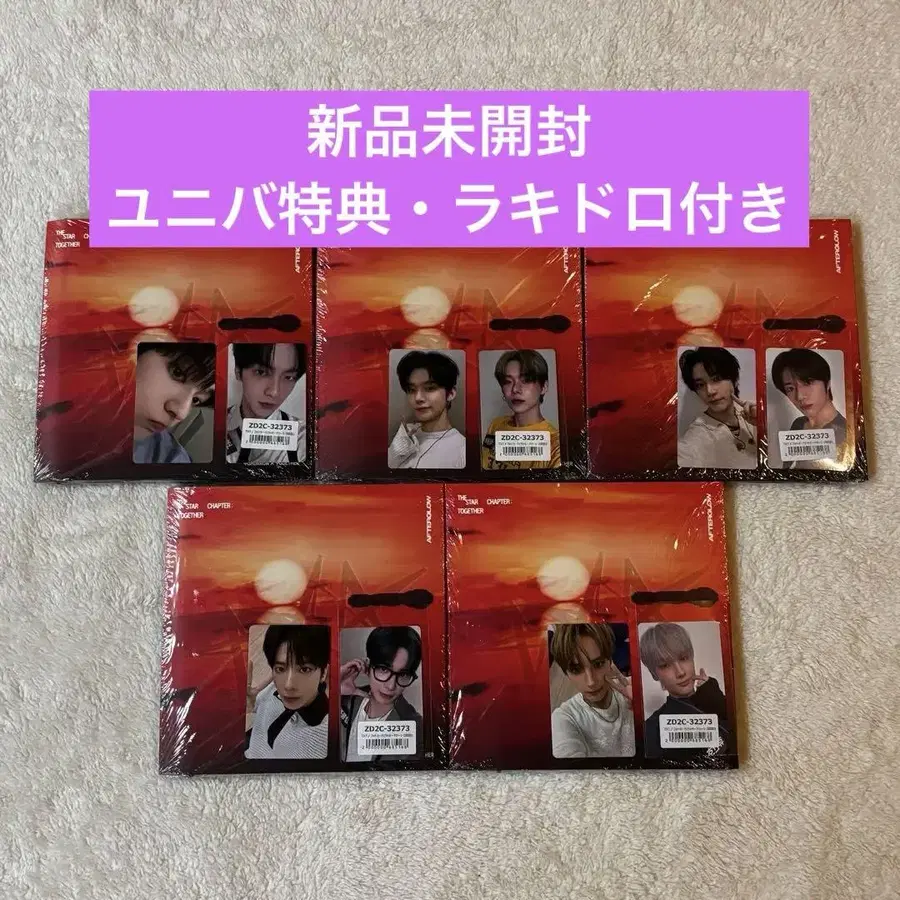 新品未開封
ユニバ特典・ラキドロ付き
THE
STAR CH
TOGETHER
AFTERGLOW
AFTERGLOW
ZD2C-32373
ZD2C-32373
ZD2C-32373
THE
STAR CHAPTER
TOGETHER
AFTERGLOW
THE
STAR CHAPTER
TOGETHER
AFTERGLOW
ZD2C-32373
ZD2C-32373